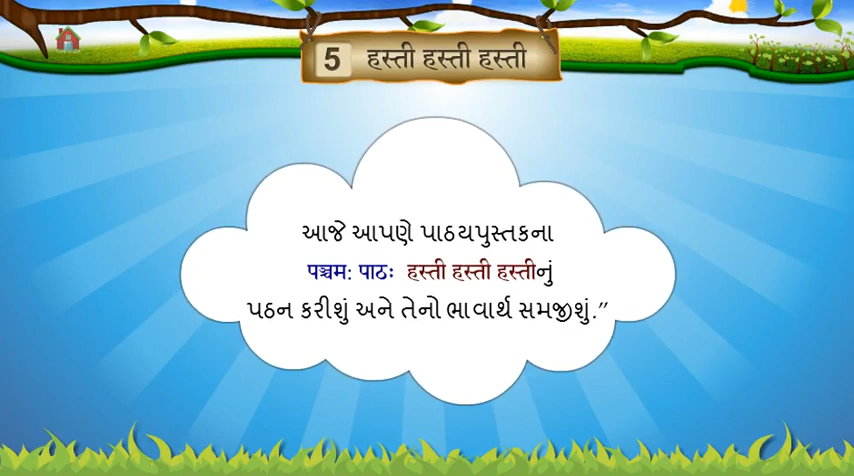 5 हस्ती हस्ती हस्ती
આજે આપણે પાઠયપુસ્તકના
पञ्चम: पाठः हस्ती हस्ती हस्तीનું
પઠન કરીશું અને તેનો ભાવાર્થ સમજીશું.”